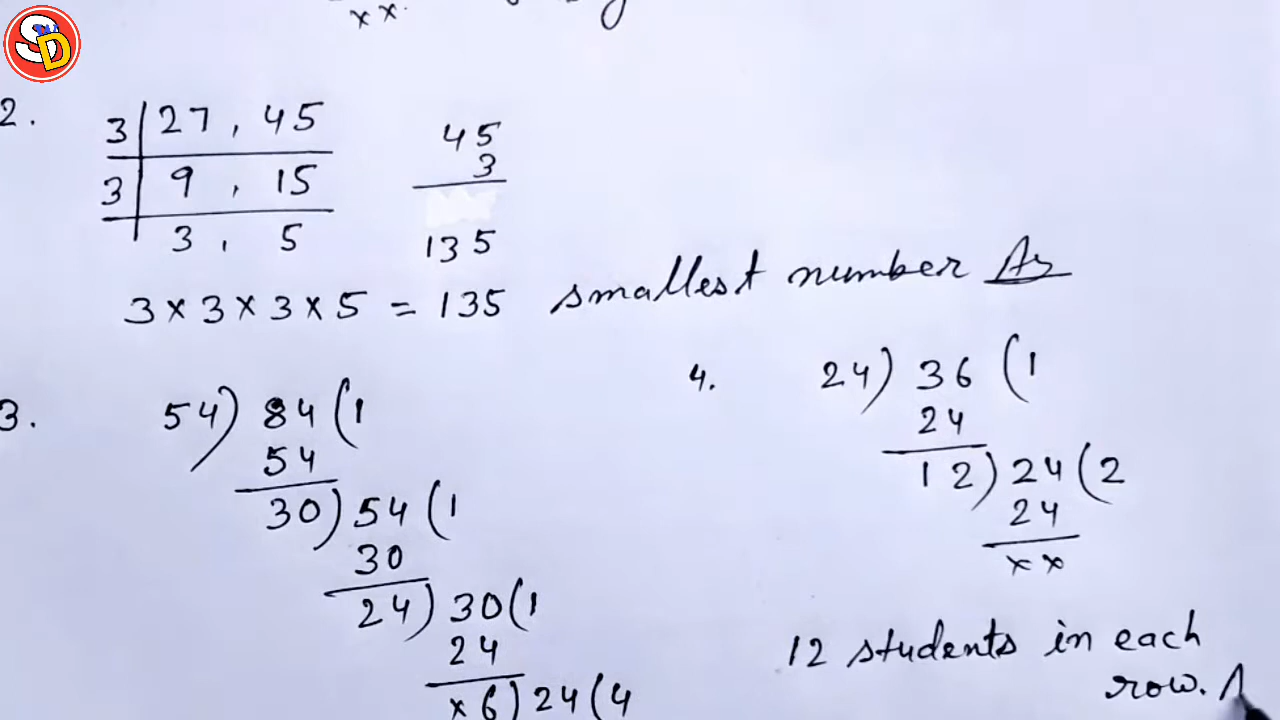 SD
x x.
2.
3 | 27, 45
3 | 9, 15
3, 5
45
3
135
3 × 3 × 3 × 5 = 135 smallest number As
3.
54) 84 (1
54
30) 54 (1
30
24) 30 (1
24
x 6) 24 (4
4.
24) 36 (1
24
12) 24 (2
24
x x
12 students in each
row. A